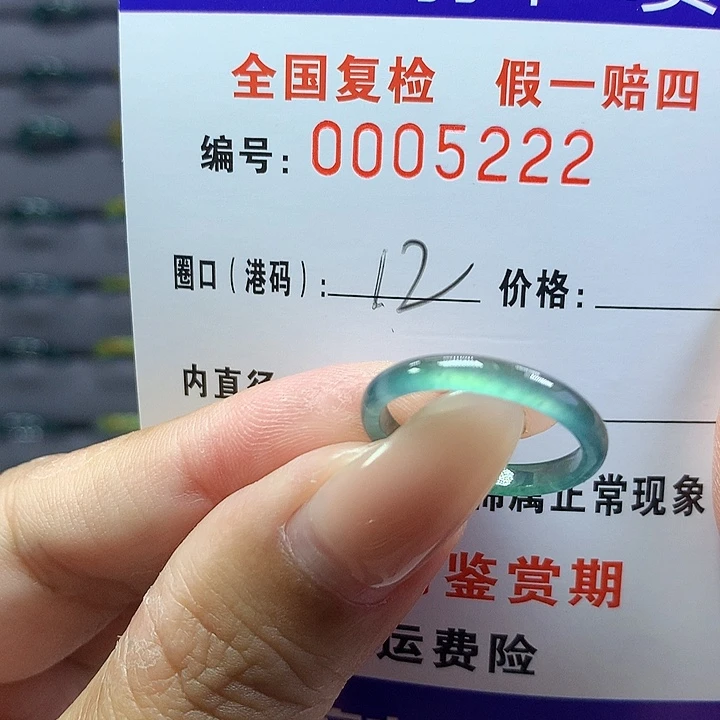 全国复检 假一赔四
编号: 0005222
圈口(港码): 12 价格:
内直径
属正常现象
鉴赏期
运费险